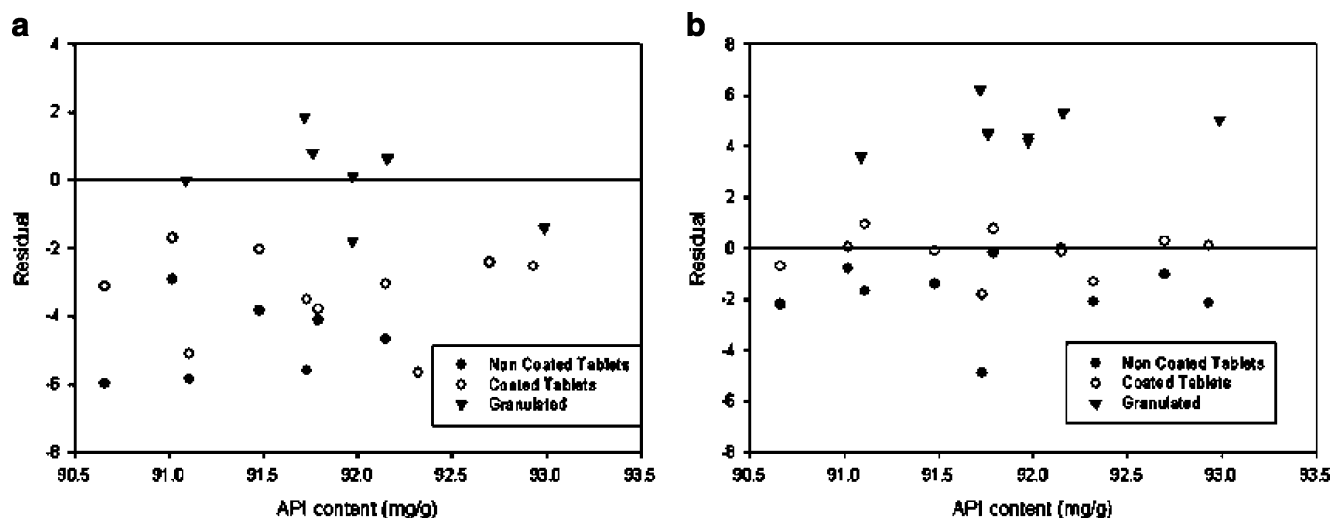 a
4
2
0
-2
-4
-6
-8
Residual
90.5 91.0 91.5 92.0 92.5 93.0 93.5
API content (mg/g)
Non Coated Tablets
Coated Tablets
Granulated
b
8
6
4
2
0
-2
-4
-6
-8
Residual
90.5 91.0 91.5 92.0 92.5 93.0 93.5
API content (mg/g)
Non Coated Tablets
Coated Tablets
Granulated